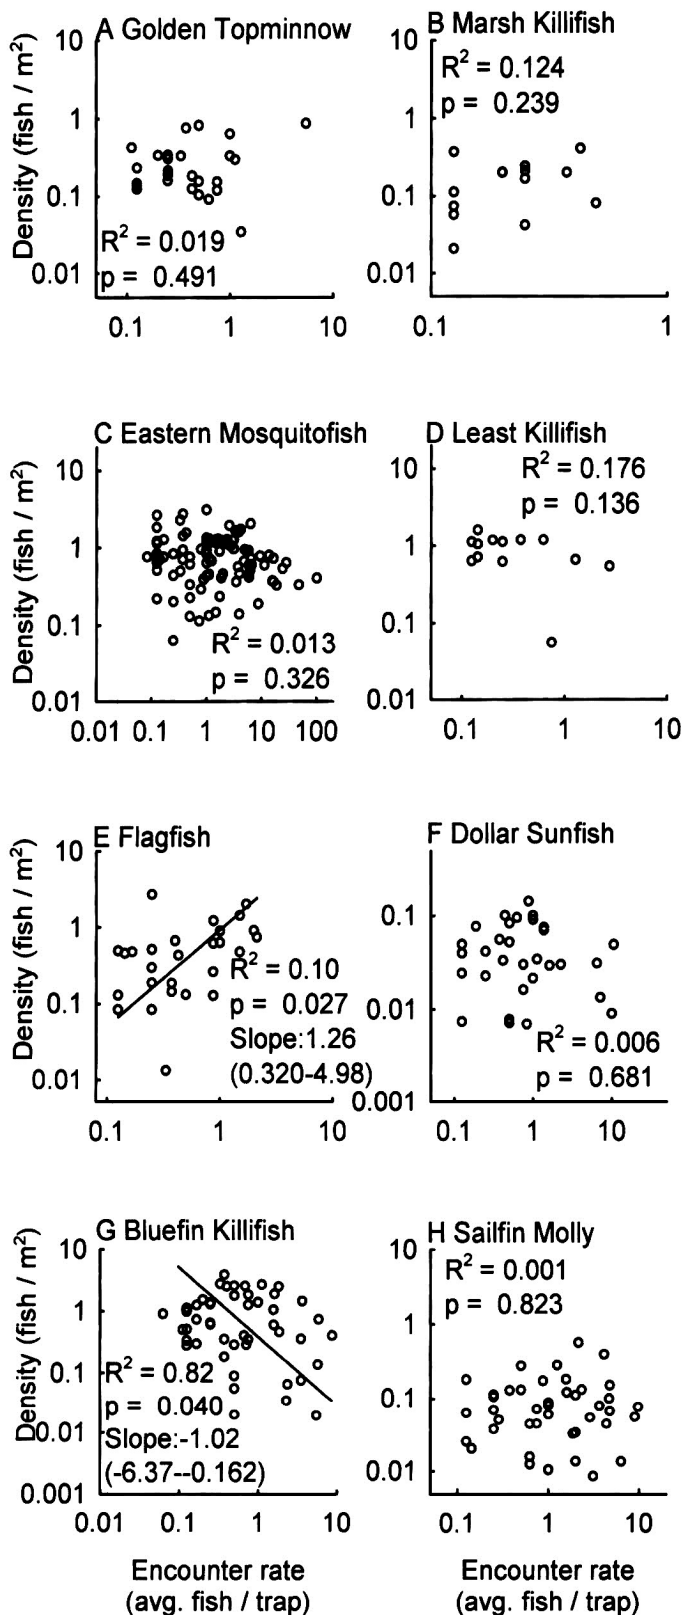 A Golden Topminnow
Density (fish / m²)
10
1
0.1
0.01
R² = 0.019
p = 0.491
0.1 1 10
B Marsh Killifish
10
1
0.1
0.01
R² = 0.124
p = 0.239
0.1 1
C Eastern Mosquitofish
Density (fish / m²)
10
1
0.1
0.01
R² = 0.013
p = 0.326
0.01 0.1 1 10 100
D Least Killifish
10
1
0.1
0.01
R² = 0.176
p = 0.136
0.1 1 10
E Flagfish
Density (fish / m²)
10
1
0.1
0.01
R² = 0.10
p = 0.027
Slope:1.26
(0.320-4.98)
0.1 1 10
F Dollar Sunfish
0.1
0.01
0.001
R² = 0.006
p = 0.681
0.1 1 10
G Bluefin Killifish
Density (fish / m²)
10
1
0.1
0.01
0.001
R² = 0.82
p = 0.040
Slope:-1.02
(-6.37--0.162)
0.01 0.1 1 10
Encounter rate
(avg. fish / trap)
H Sailfin Molly
10
1
0.1
0.01
R² = 0.001
p = 0.823
0.1 1 10
Encounter rate
(avg. fish / trap)